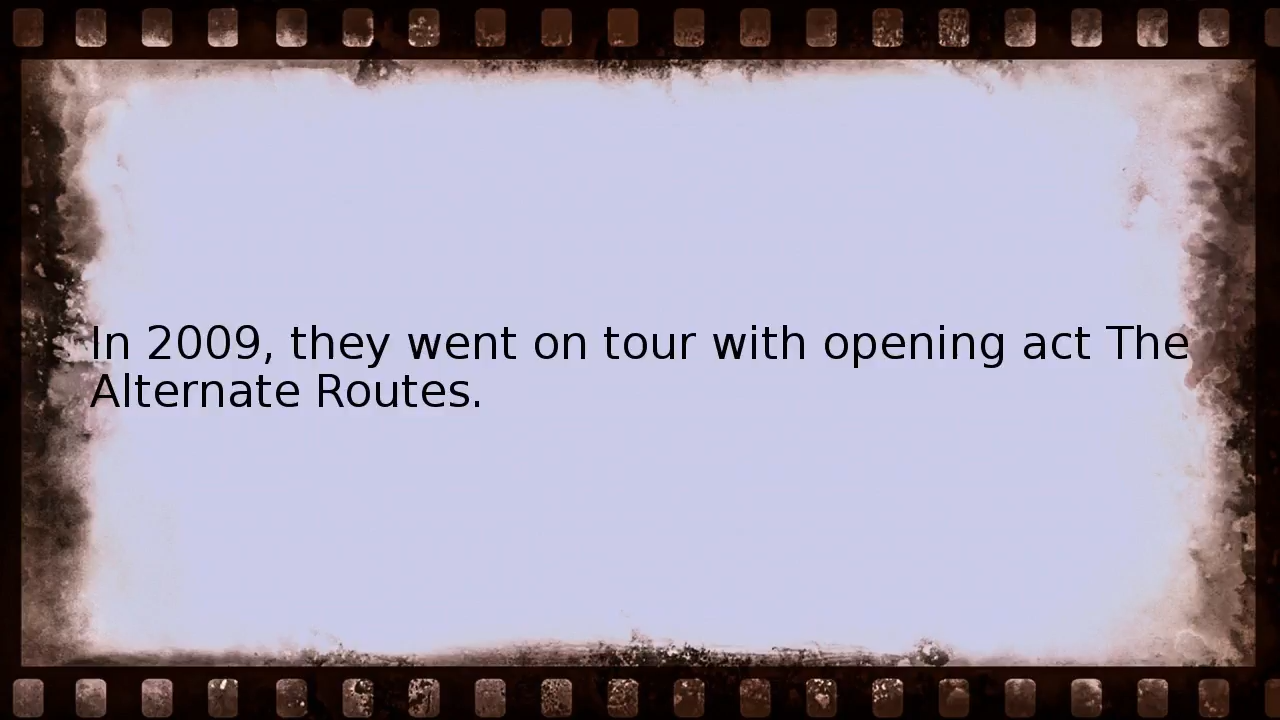 In 2009, they went on tour with opening act The
Alternate Routes.